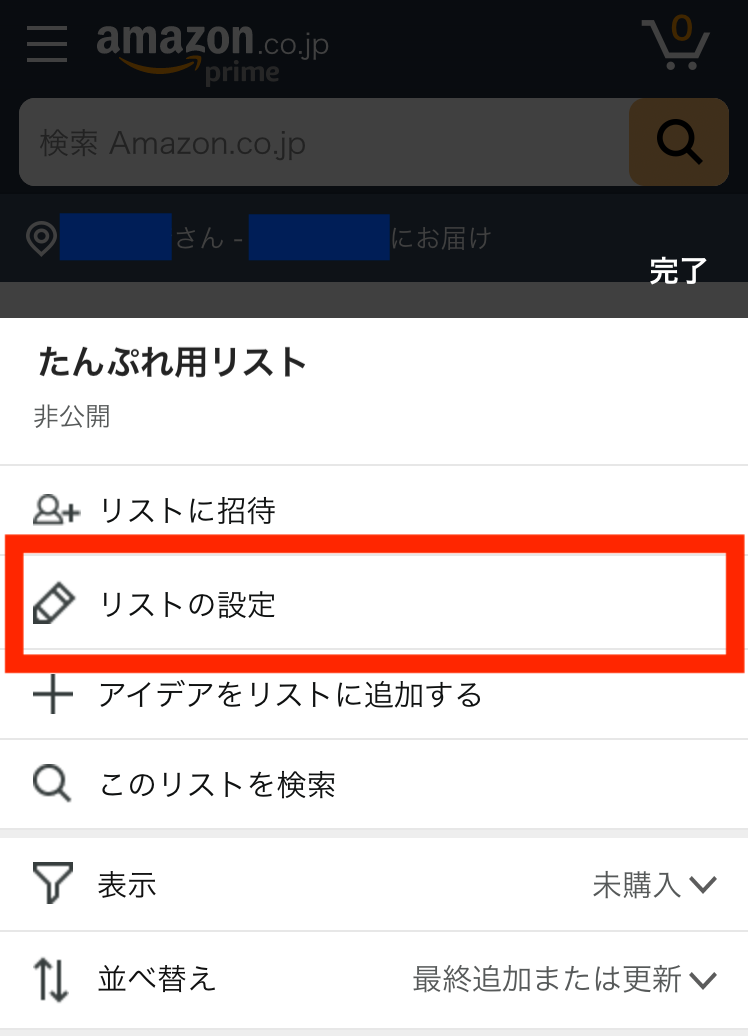 amazon.co.jp
prime
0
検索 Amazon.co.jp
さん - にお届け
完了
たんぷれ用リスト
非公開
リストに招待
リストの設定
アイデアをリストに追加する
このリストを検索
表示 未購入
並べ替え 最終追加または更新